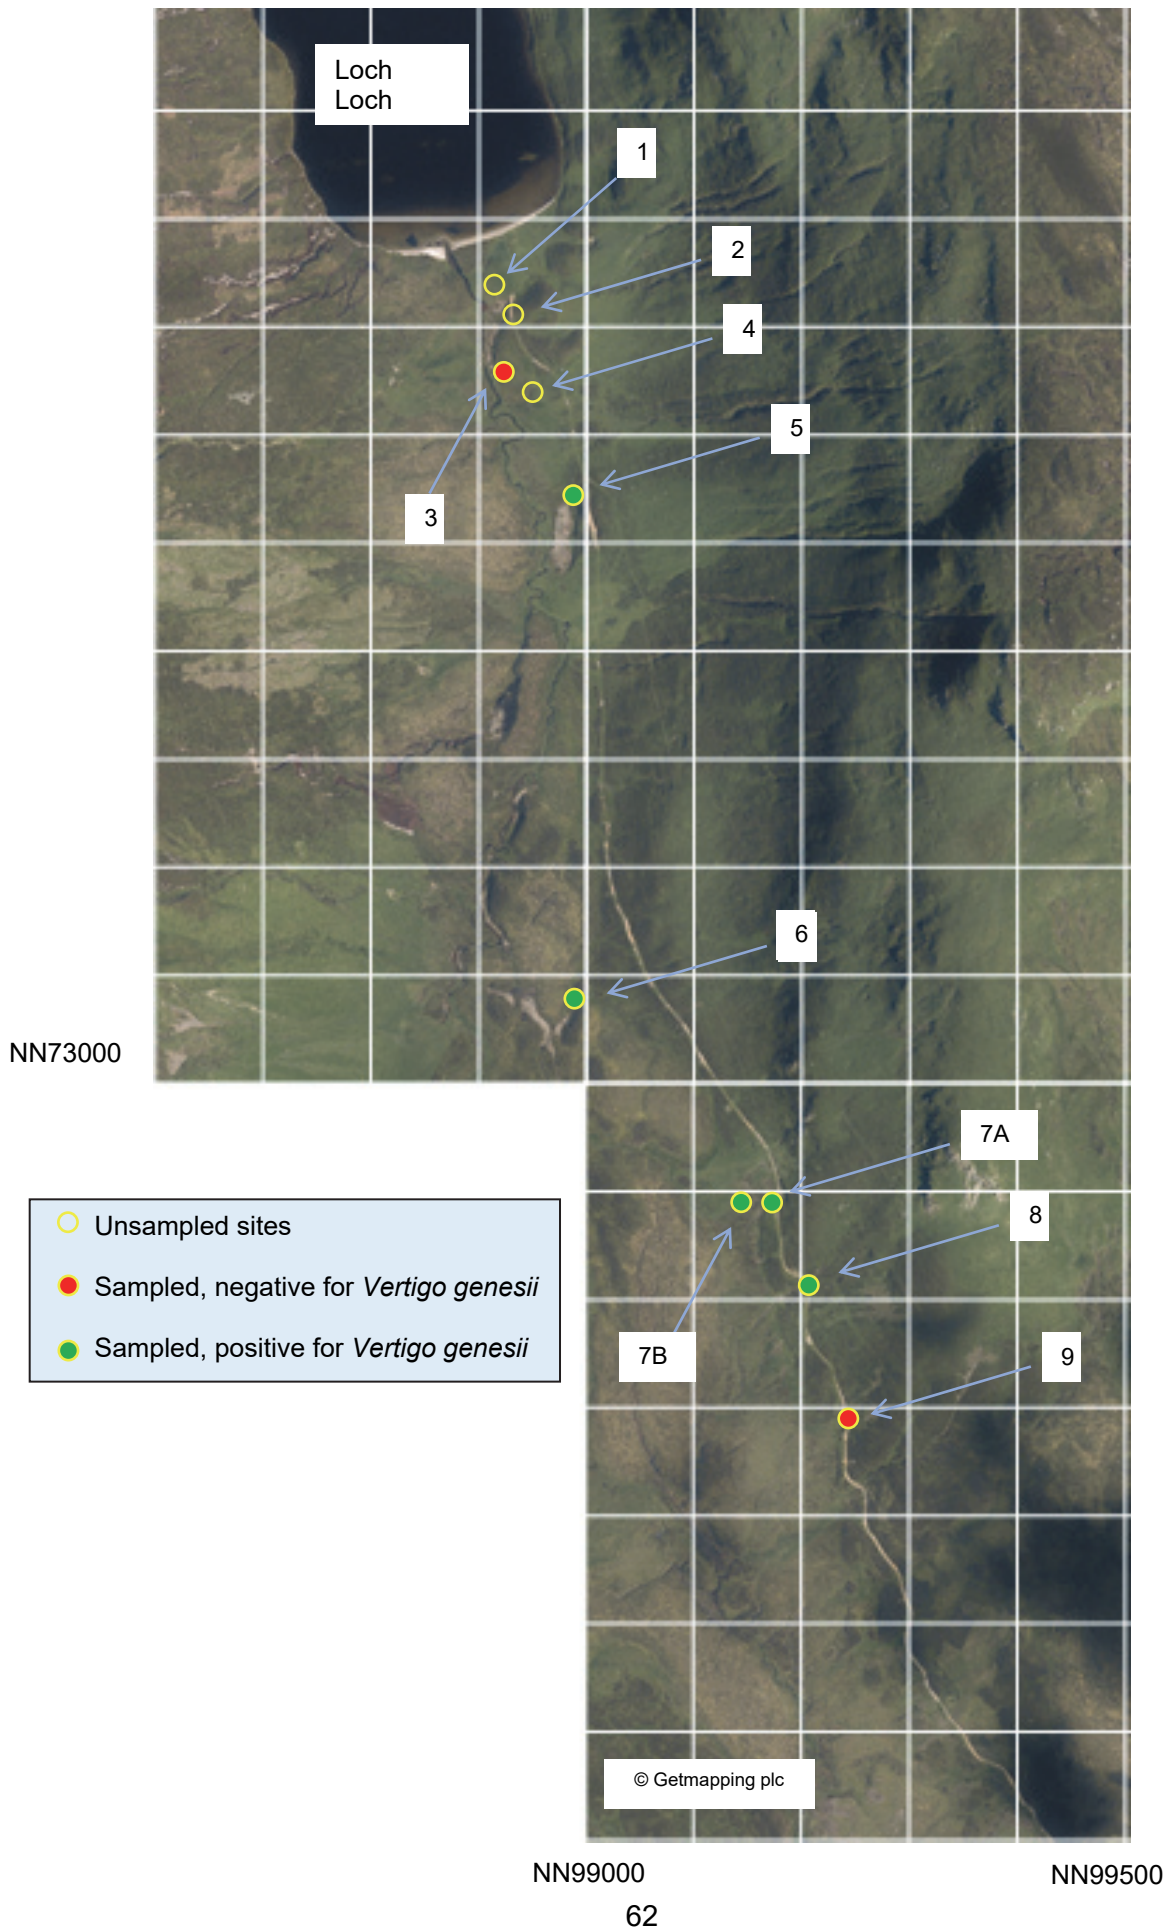 Loch
Loch
1
2
4
5
3
6
NN73000
7A
8
Unsampled sites
Sampled, negative for Vertigo genesii
Sampled, positive for Vertigo genesii
7B
9
© Getmapping plc
NN99000
NN99500
62